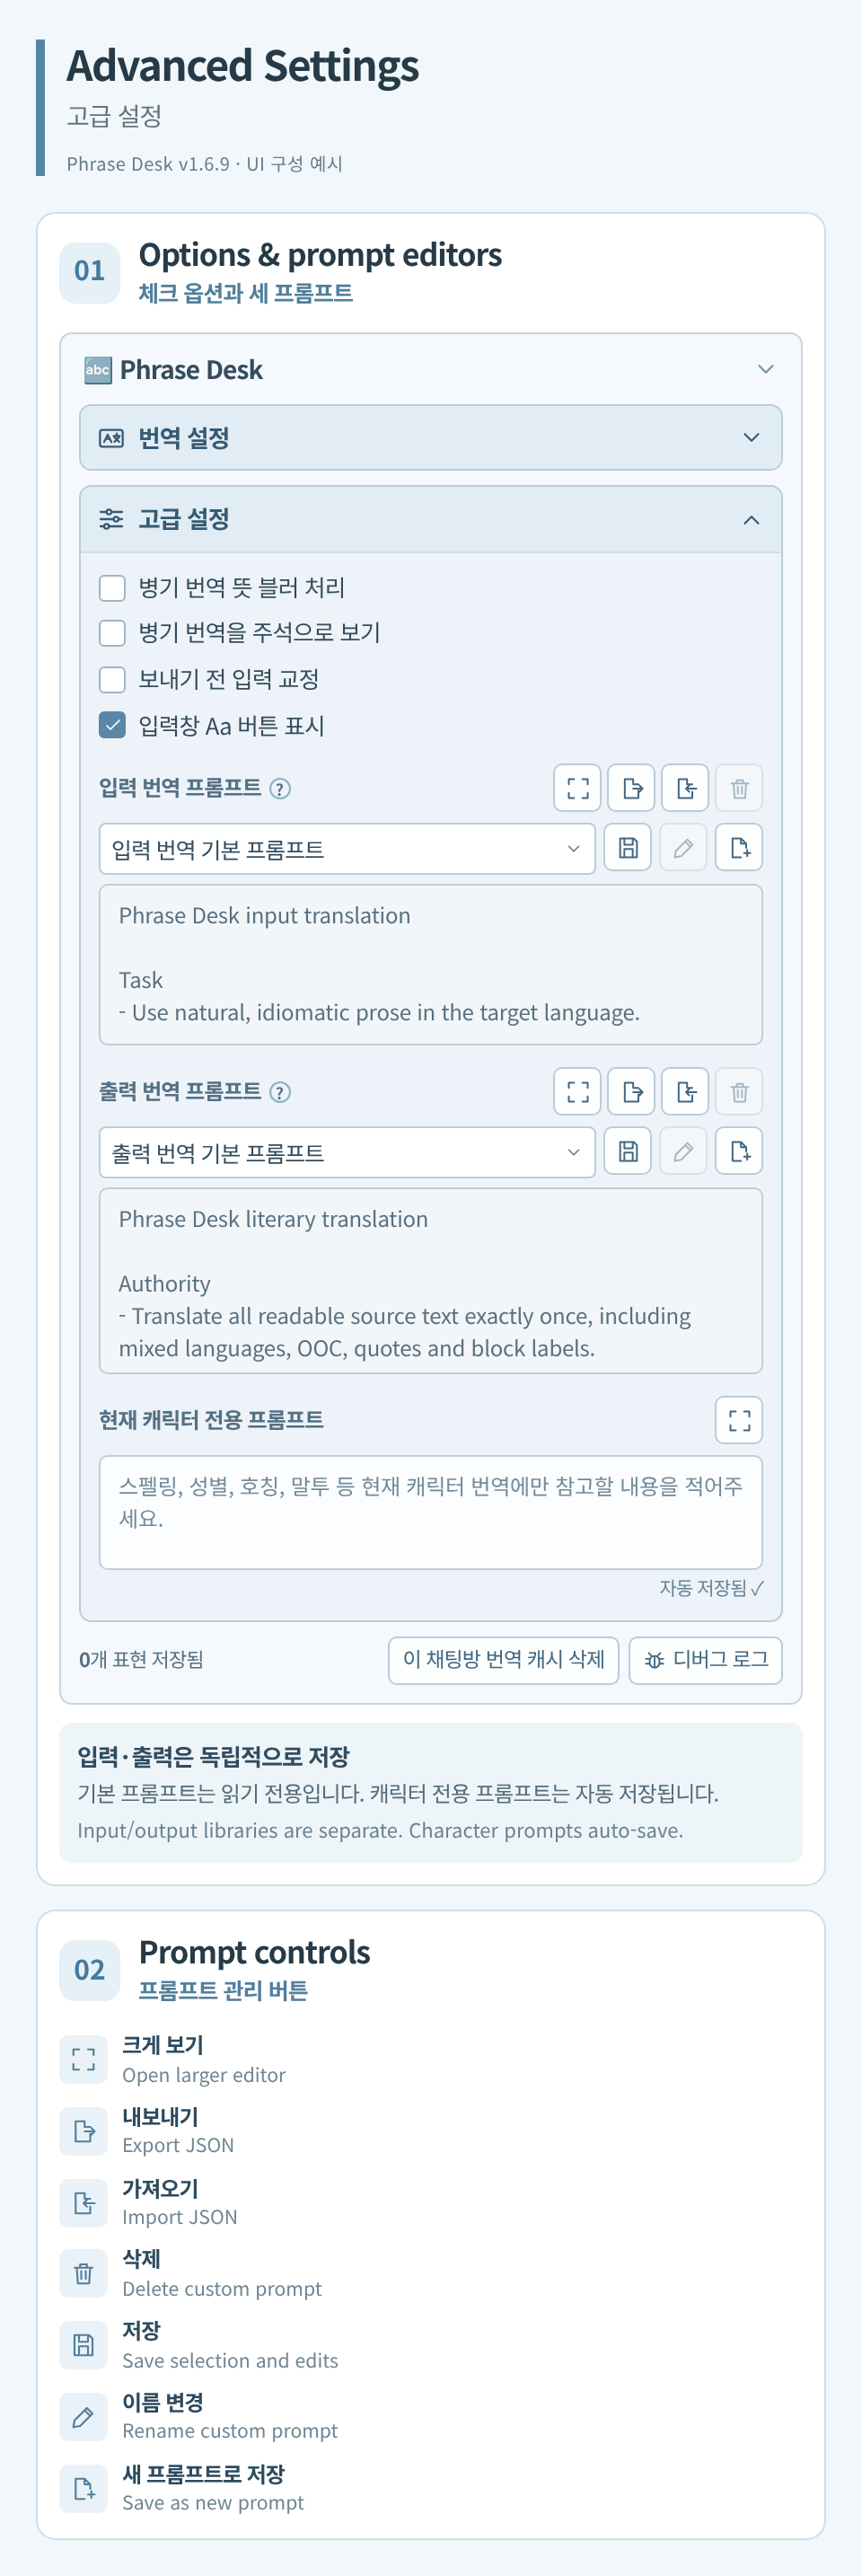 Advanced Settings
고급 설정
Phrase Desk v1.6.9 · UI 구성 예시
01
Options & prompt editors
체크 옵션과 세 프롬프트
abc Phrase Desk
번역 설정
고급 설정
병기 번역 뜻 블러 처리
병기 번역을 주석으로 보기
보내기 전 입력 교정
입력창 Aa 버튼 표시
입력 번역 프롬프트 ?
입력 번역 기본 프롬프트
Phrase Desk input translation
Task
- Use natural, idiomatic prose in the target language.
출력 번역 프롬프트 ?
출력 번역 기본 프롬프트
Phrase Desk literary translation
Authority
- Translate all readable source text exactly once, including
mixed languages, OOC, quotes and block labels.
현재 캐릭터 전용 프롬프트
스펠링, 성별, 호칭, 말투 등 현재 캐릭터 번역에만 참고할 내용을 적어주
세요.
자동 저장됨 ✓
0개 표현 저장됨
이 채팅방 번역 캐시 삭제
디버그 로그
입력·출력은 독립적으로 저장
기본 프롬프트는 읽기 전용입니다. 캐릭터 전용 프롬프트는 자동 저장됩니다.
Input/output libraries are separate. Character prompts auto-save.
02
Prompt controls
프롬프트 관리 버튼
크게 보기
Open larger editor
내보내기
Export JSON
가져오기
Import JSON
삭제
Delete custom prompt
저장
Save selection and edits
이름 변경
Rename custom prompt
새 프롬프트로 저장
Save as new prompt